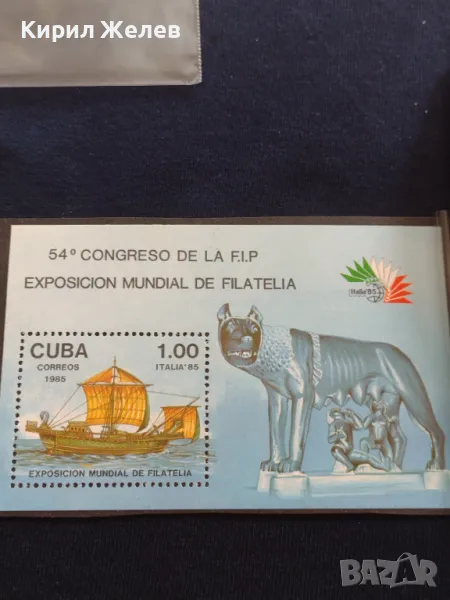 Кирил Желев
54º CONGRESO DE LA F.I.P
EXPOSICION MUNDIAL DE FILATELIA
Italia'85
CUBA 1.00
CORREOS ITALIA'85
1985
EXPOSICION MUNDIAL DE FILATELIA
BAZAR